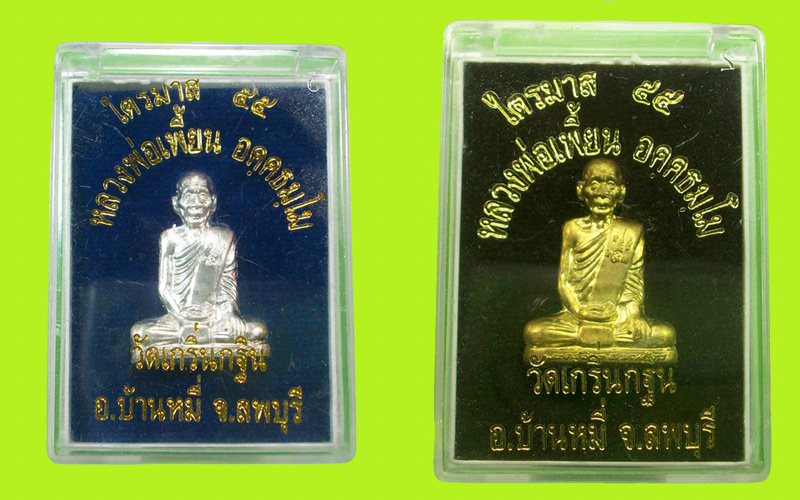 ไตรมาส ๕๕
หลวงพ่อเพี้ยน อคฺคธมฺโม
วัดเกริ่นกฐิน
อ.บ้านหมี่ จ.ลพบุรี
ไตรมาส ๕๕
หลวงพ่อเพี้ยน อคฺคธมฺโม
วัดเกริ่นกฐิน
อ.บ้านหมี่ จ.ลพบุรี